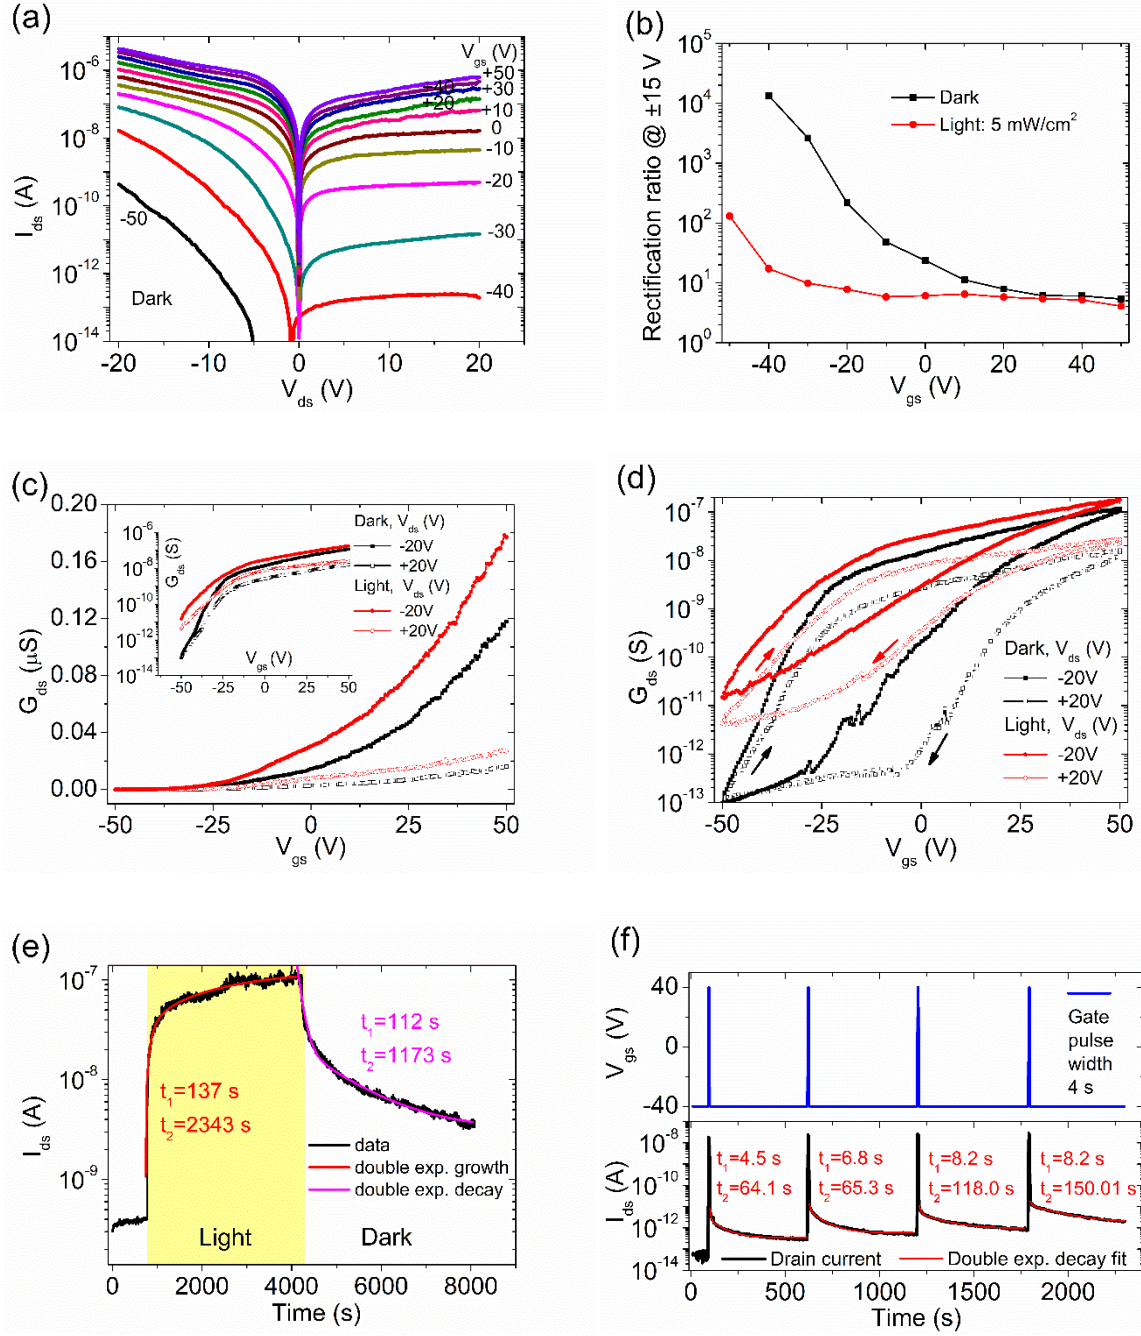 (a)
V_gs (V)
+50
+40
+30
+20
+10
0
-10
-20
-30
-40
-50
Dark
10^-6
10^-8
10^-10
10^-12
10^-14
I_ds (A)
-20 -10 0 10 20
V_ds (V)
(b)
10^5
10^4
10^3
10^2
10^1
10^0
Rectification ratio @ ±15 V
Dark
Light: 5 mW/cm^2
-40 -20 0 20 40
V_gs (V)
(c)
0.20
0.16
0.12
0.08
0.04
0.00
G_ds (µS)
-50 -25 0 25 50
V_gs (V)
10^-6
10^-8
10^-10
10^-12
10^-14
G_ds (S)
V_gs (V)
-50 -25 0 25 50
Dark, V_ds (V)
-20V
+20V
Light, V_ds (V)
-20V
+20V
(d)
10^-7
10^-8
10^-9
10^-10
10^-11
10^-12
10^-13
G_ds (S)
Dark, V_ds (V)
-20V
+20V
Light, V_ds (V)
-20V
+20V
-50 -25 0 25 50
V_gs (V)
(e)
10^-7
10^-8
10^-9
I_ds (A)
t_1=112 s
t_2=1173 s
t_1=137 s
t_2=2343 s
data
double exp. growth
double exp. decay
Light
Dark
0 2000 4000 6000 8000
Time (s)
(f)
40
0
-40
V_gs (V)
Gate
pulse
width
4 s
10^-8
10^-10
10^-12
10^-14
I_ds (A)
t_1=4.5 s
t_2=64.1 s
t_1=6.8 s
t_2=65.3 s
t_1=8.2 s
t_2=118.0 s
t_1=8.2 s
t_2=150.01 s
Drain current
Double exp. decay fit
0 500 1000 1500 2000
Time (s)